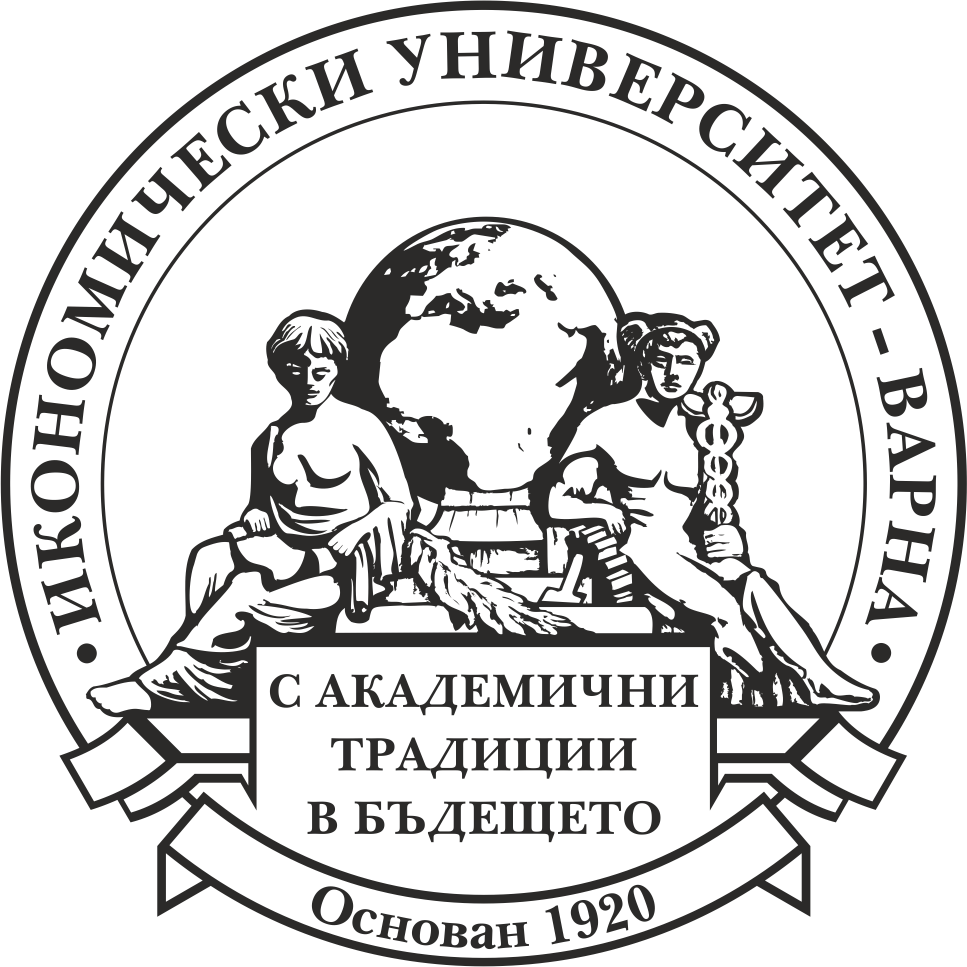 • ИКОНОМИЧЕСКИ УНИВЕРСИТЕТ - ВАРНА •
С АКАДЕМИЧНИ
ТРАДИЦИИ
В БЪДЕЩЕТО
Основан 1920